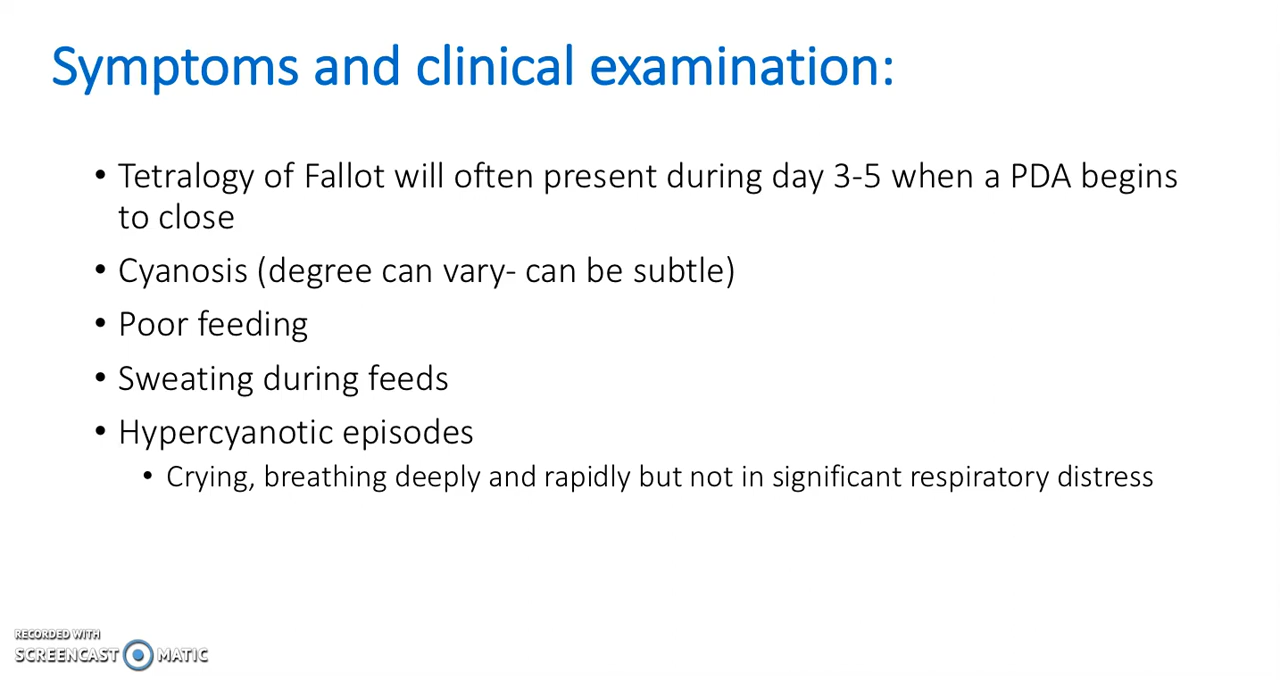 Symptoms and clinical examination:
• Tetralogy of Fallot will often present during day 3-5 when a PDA begins
to close
• Cyanosis (degree can vary- can be subtle)
• Poor feeding
• Sweating during feeds
• Hypercyanotic episodes
• Crying, breathing deeply and rapidly but not in significant respiratory distress
RECORDED WITH
SCREENCAST MATIC